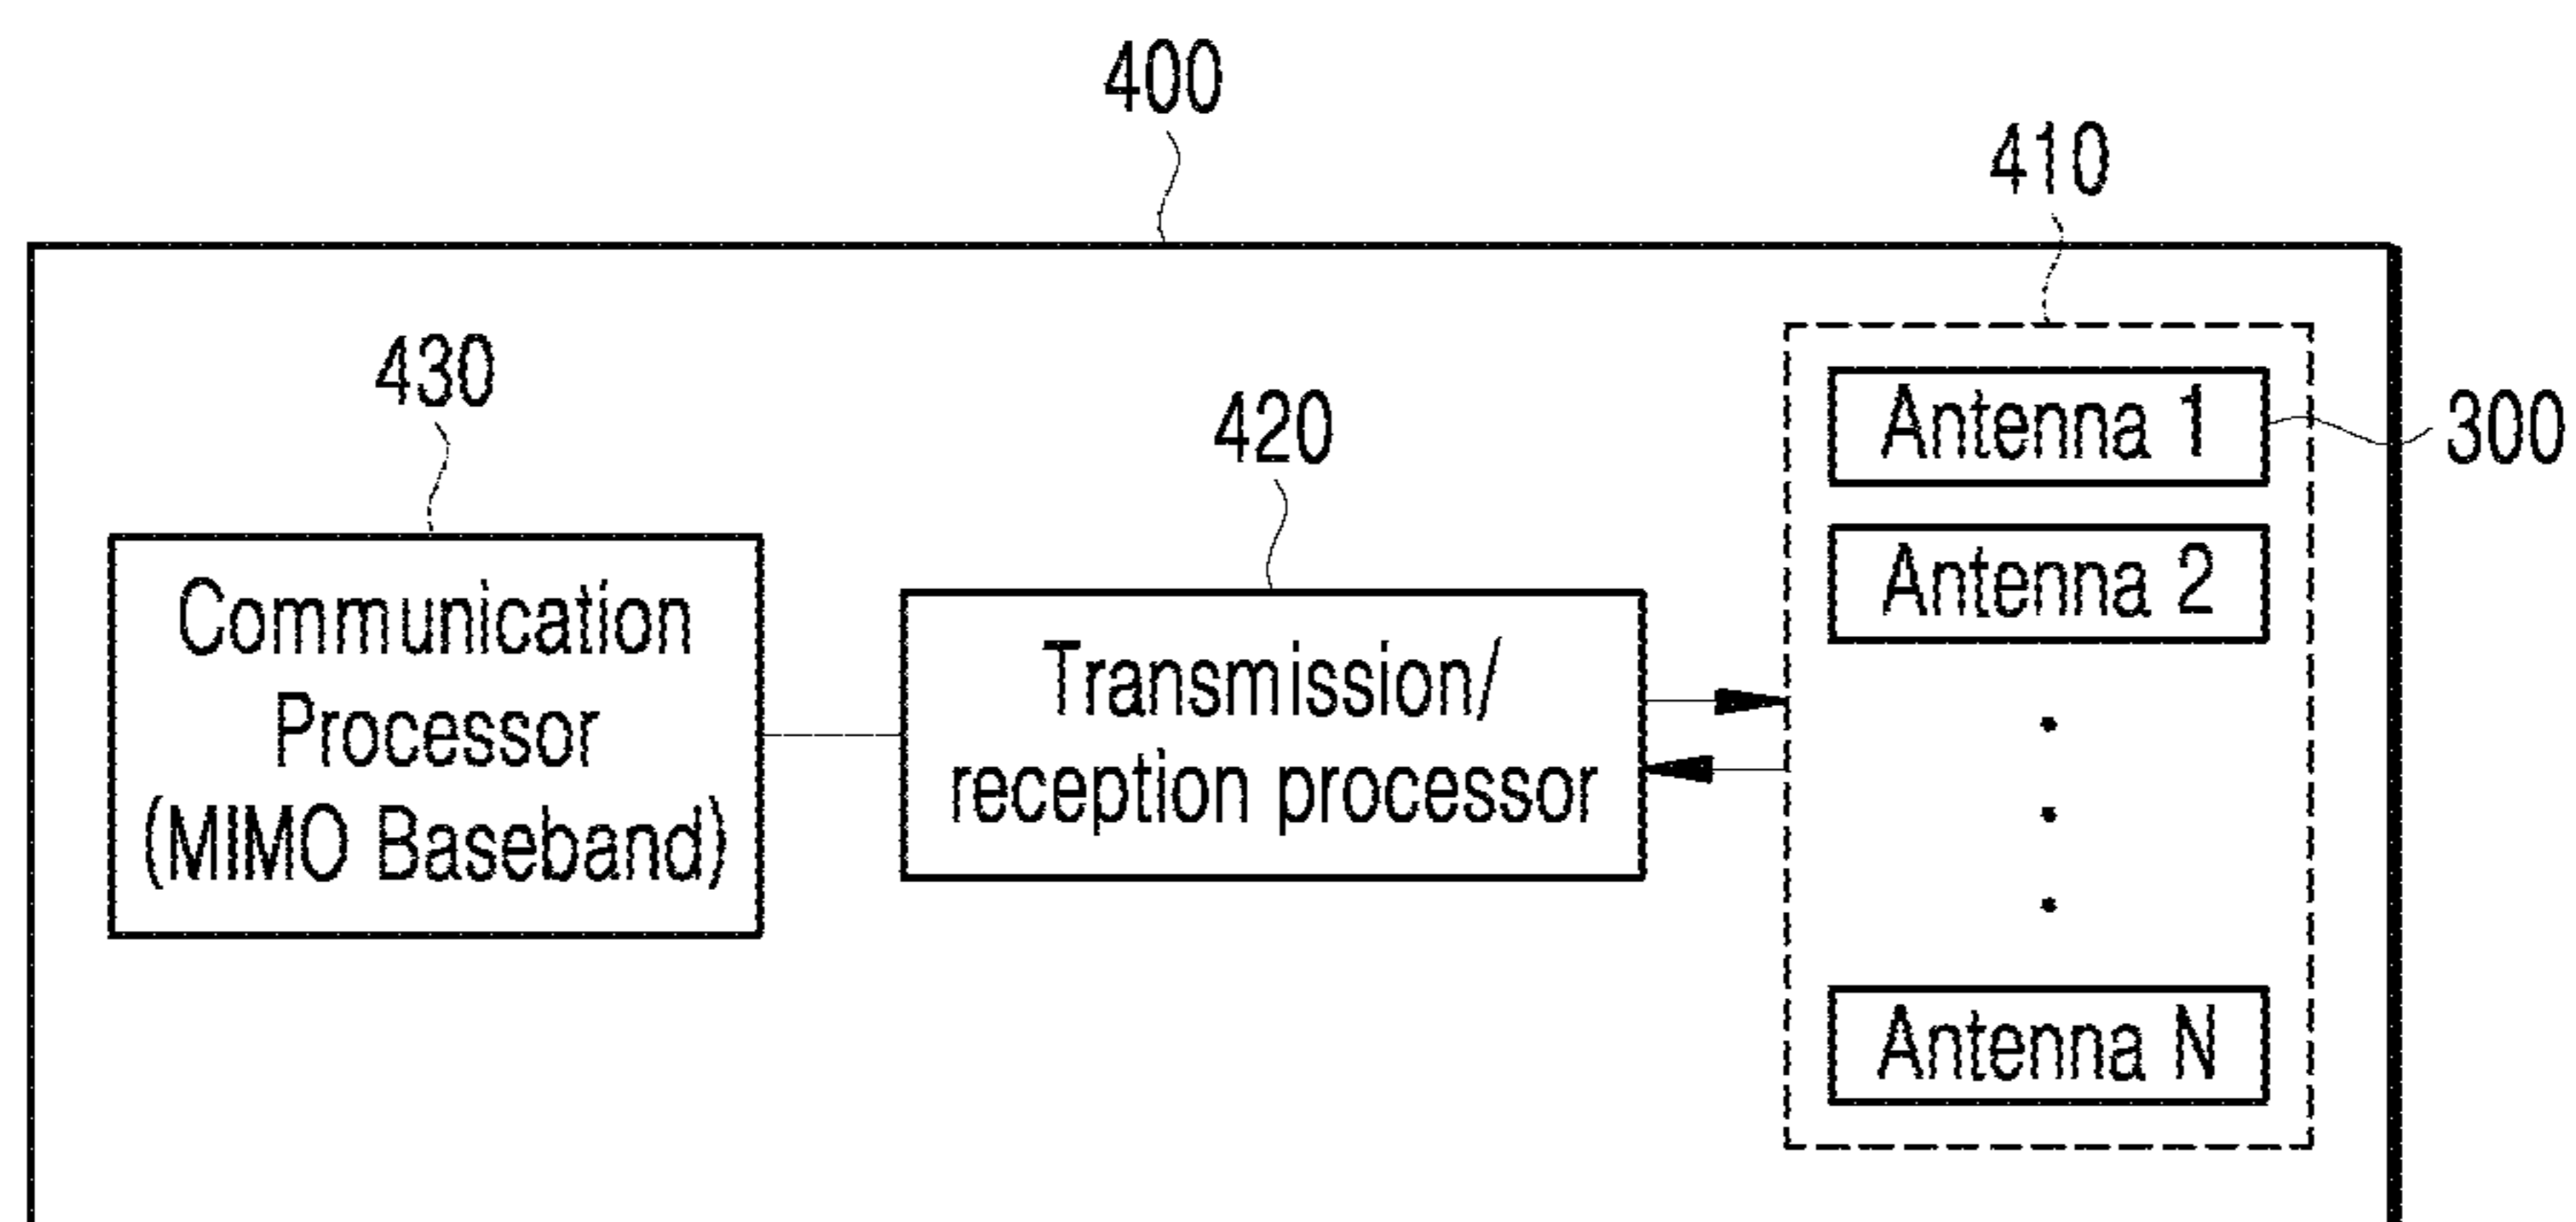 400
410
430
420
Antenna 1
300
Antenna 2
Communication
Processor
(MIMO Baseband)
Transmission/
reception processor
Antenna N